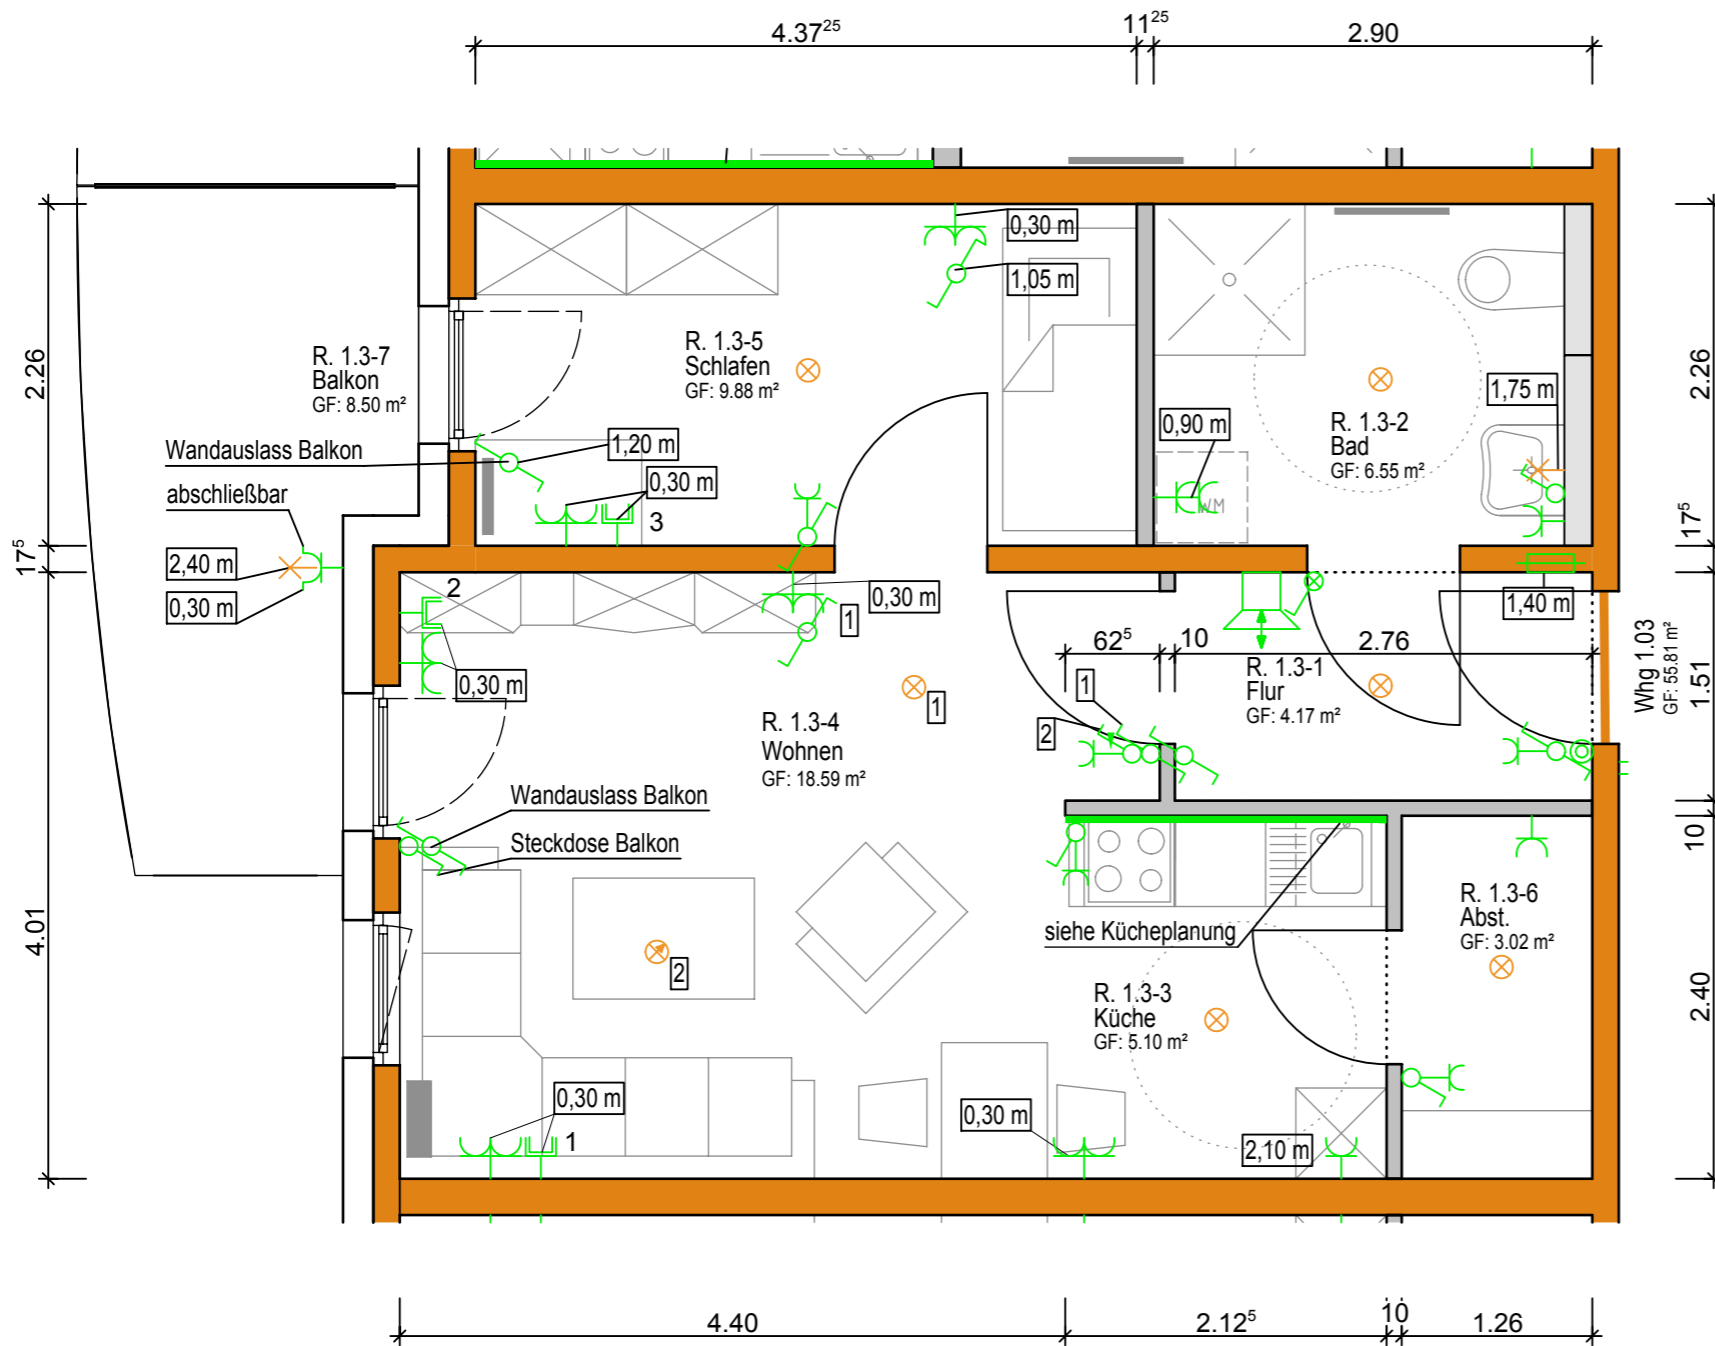 4.37²⁵
11²⁵
2.90
0,30 m
1,05 m
R. 1.3-7
Balkon
GF: 8.50 m²
R. 1.3-5
Schlafen
GF: 9.88 m²
2.26
2.26
1,75 m
0,90 m
R. 1.3-2
Bad
GF: 6.55 m²
WM
Wandauslass Balkon
1,20 m
abschließbar
0,30 m
3
17⁵
17⁵
2,40 m
0,30 m
2
0,30 m
1
0,30 m
1,40 m
62⁵
10
2.76
R. 1.3-1
Flur
GF: 4.17 m²
Whg 1.03
GF: 55.81 m²
1.51
1
1
2
R. 1.3-4
Wohnen
GF: 18.59 m²
Wandauslass Balkon
Steckdose Balkon
10
4.01
siehe Kücheplanung
R. 1.3-6
Abst.
GF: 3.02 m²
2
R. 1.3-3
Küche
GF: 5.10 m²
2.40
0,30 m
1
0,30 m
2,10 m
4.40
2.12⁵
10
1.26